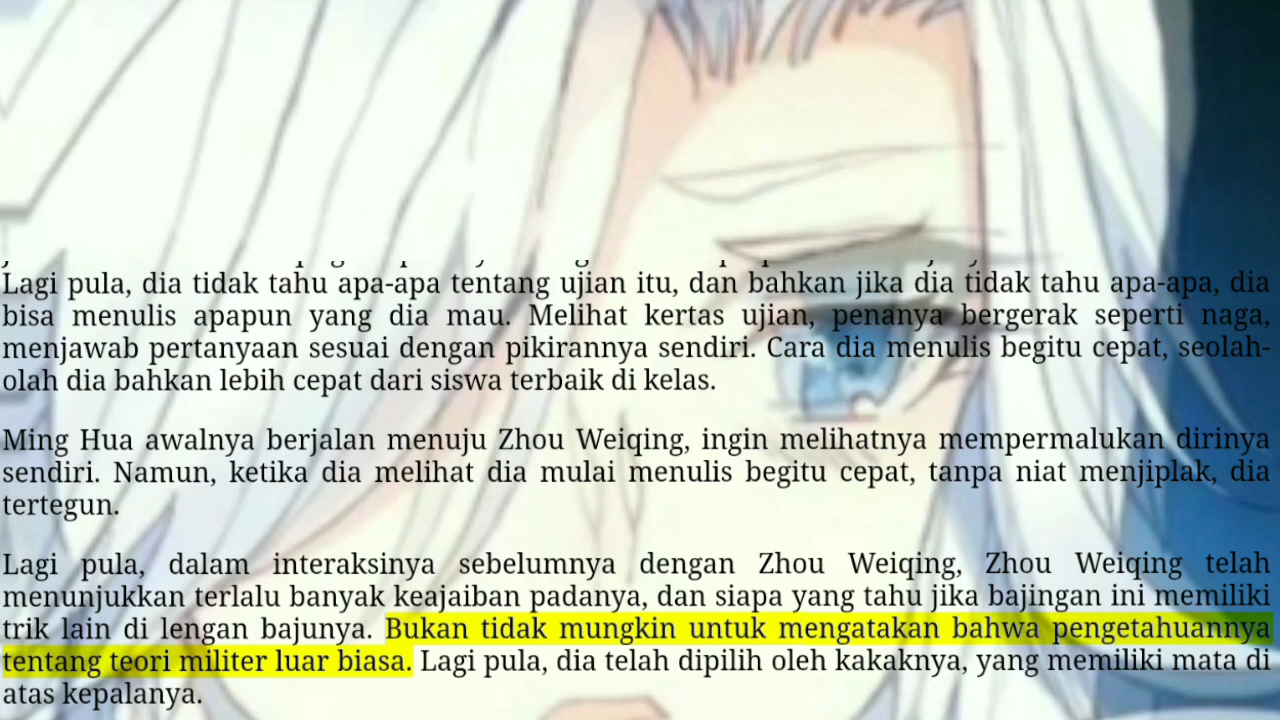 Lagi pula, dia tidak tahu apa-apa tentang ujian itu, dan bahkan jika dia tidak tahu apa-apa, dia
bisa menulis apapun yang dia mau. Melihat kertas ujian, penanya bergerak seperti naga,
menjawab pertanyaan sesuai dengan pikirannya sendiri. Cara dia menulis begitu cepat, seolah-
olah dia bahkan lebih cepat dari siswa terbaik di kelas.
Ming Hua awalnya berjalan menuju Zhou Weiqing, ingin melihatnya mempermalukan dirinya
sendiri. Namun, ketika dia melihat dia mulai menulis begitu cepat, tanpa niat menjiplak, dia
tertegun.
Lagi pula, dalam interaksinya sebelumnya dengan Zhou Weiqing, Zhou Weiqing telah
menunjukkan terlalu banyak keajaiban padanya, dan siapa yang tahu jika bajingan ini memiliki
trik lain di lengan bajunya. Bukan tidak mungkin untuk mengatakan bahwa pengetahuannya
tentang teori militer luar biasa. Lagi pula, dia telah dipilih oleh kakaknya, yang memiliki mata di
atas kepalanya.